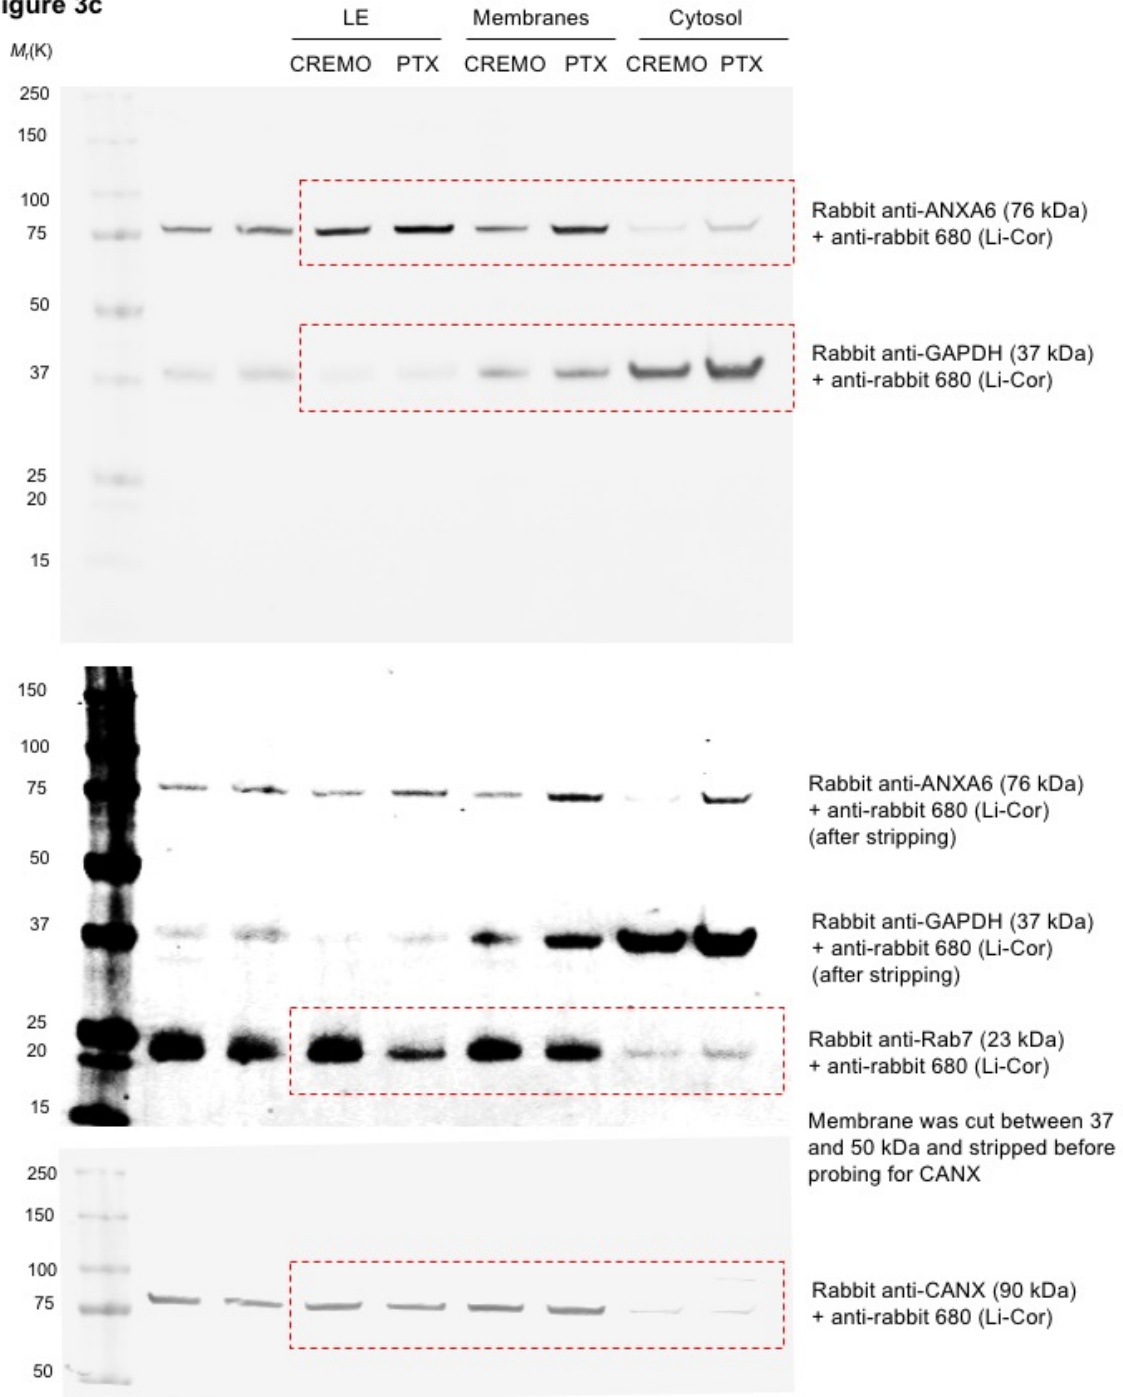 igure 3c
LE Membranes Cytosol
Mr(K)
CREMO PTX CREMO PTX CREMO PTX
250
150
100
75
50
37
25
20
15
Rabbit anti-ANXA6 (76 kDa)
+ anti-rabbit 680 (Li-Cor)
Rabbit anti-GAPDH (37 kDa)
+ anti-rabbit 680 (Li-Cor)
150
100
75
50
37
25
20
15
Rabbit anti-ANXA6 (76 kDa)
+ anti-rabbit 680 (Li-Cor)
(after stripping)
Rabbit anti-GAPDH (37 kDa)
+ anti-rabbit 680 (Li-Cor)
(after stripping)
Rabbit anti-Rab7 (23 kDa)
+ anti-rabbit 680 (Li-Cor)
Membrane was cut between 37
and 50 kDa and stripped before
probing for CANX
250
150
100
75
50
Rabbit anti-CANX (90 kDa)
+ anti-rabbit 680 (Li-Cor)